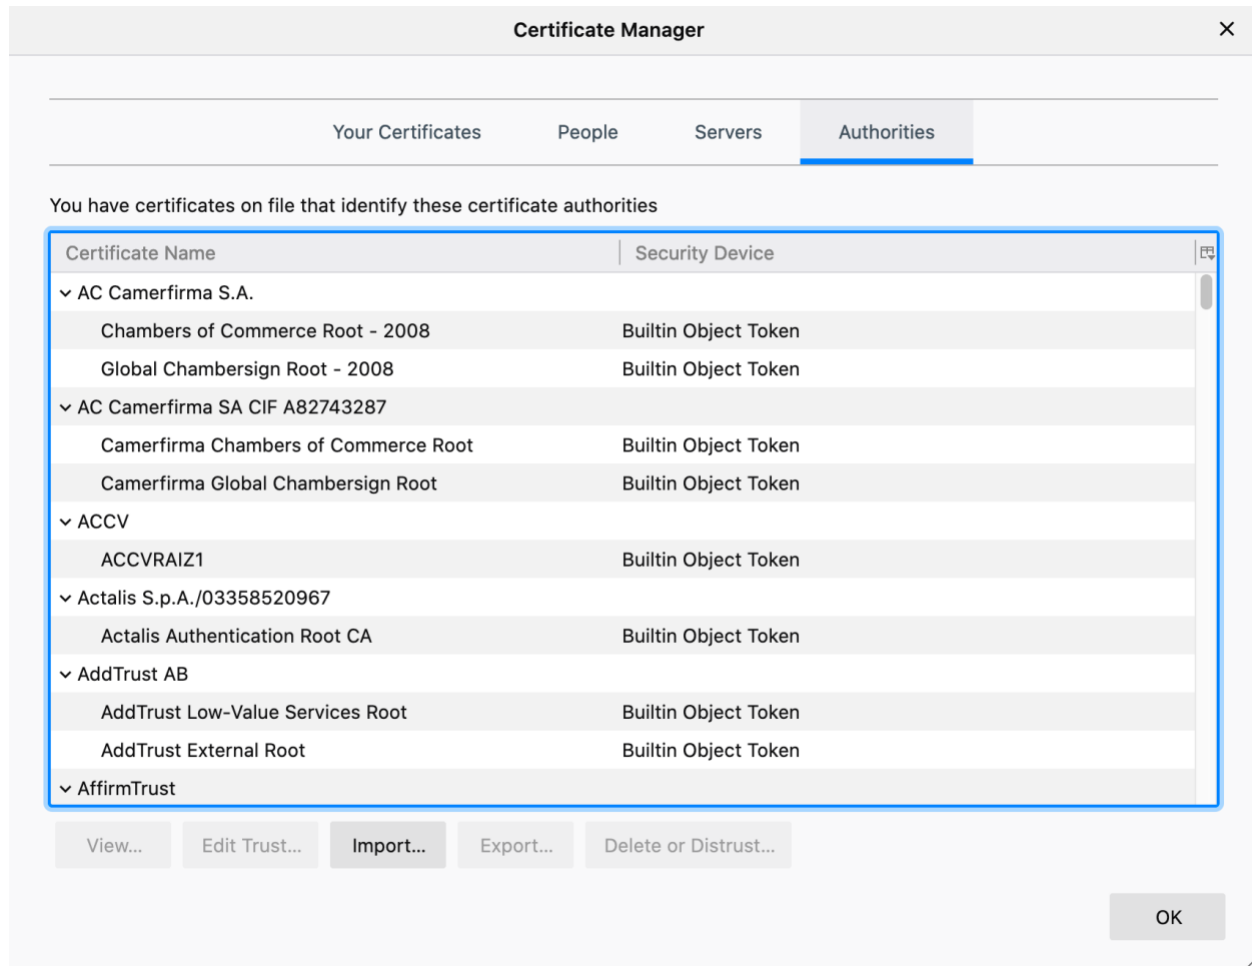 Certificate Manager
Your Certificates People Servers Authorities
You have certificates on file that identify these certificate authorities
Certificate Name Security Device
AC Camerfirma S.A.
Chambers of Commerce Root - 2008 Builtin Object Token
Global Chambersign Root - 2008 Builtin Object Token
AC Camerfirma SA CIF A82743287
Camerfirma Chambers of Commerce Root Builtin Object Token
Camerfirma Global Chambersign Root Builtin Object Token
ACCV
ACCVRAIZ1 Builtin Object Token
Actalis S.p.A./03358520967
Actalis Authentication Root CA Builtin Object Token
AddTrust AB
AddTrust Low-Value Services Root Builtin Object Token
AddTrust External Root Builtin Object Token
AffirmTrust
View... Edit Trust... Import... Export... Delete or Distrust...
OK